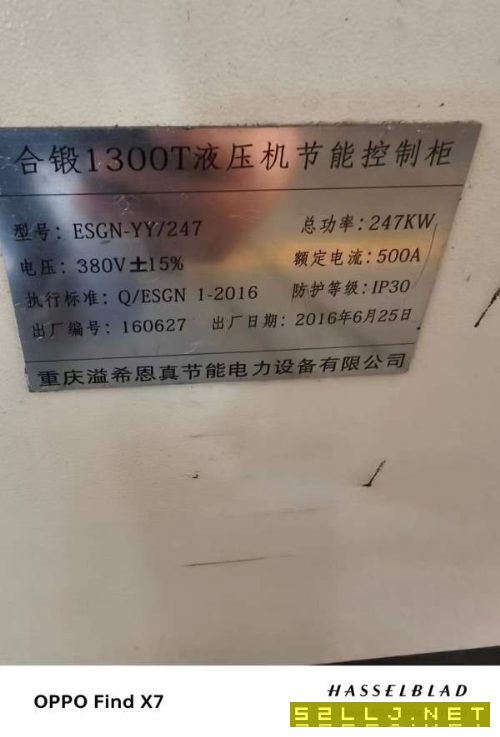 合锻1300T液压机节能控制柜
型号: ESGN-YY/247 总功率: 247KW
电压: 380V±15% 额定电流: 500A
执行标准: Q/ESGN 1-2016 防护等级: IP30
出厂编号: 160627 出厂日期: 2016年6月25日
重庆溢希恩真节能电力设备有限公司
OPPO Find X7
HASSELBLAD
52LLJ.NET